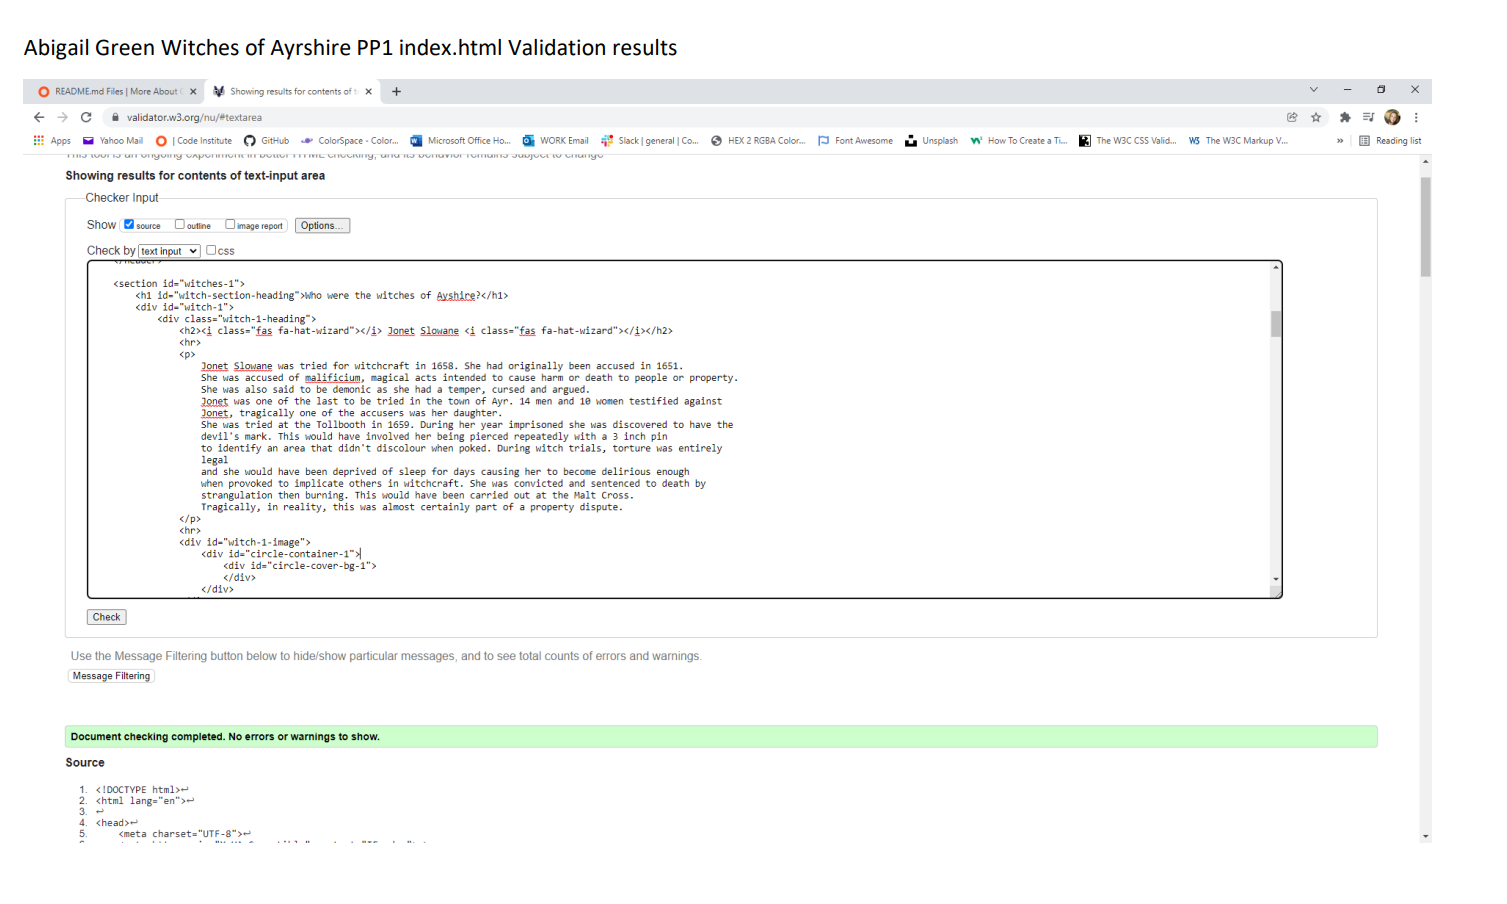 Abigail Green Witches of Ayrshire PP1 index.html Validation results
README.md Files | More About
Showing results for contents of t
validator.w3.org/nu/#textarea
Apps Yahoo Mail | Code Institute GitHub ColorSpace - Color... Microsoft Office Ho... WORK Email Slack | general | Co... HEX 2 RGBA Color... Font Awesome Unsplash How To Create a Ti... The W3C CSS Valid... The W3C Markup V... » Reading list
This tool is an ongoing experiment in better HTML checking, and its behavior remains subject to change
Showing results for contents of text-input area
Checker Input
Show source outline image report Options...
Check by text input css
</header>
<section id="witches-1">
<h1 id="witch-section-heading">Who were the witches of Ayshire?</h1>
<div id="witch-1">
<div class="witch-1-heading">
<h2><i class="fas fa-hat-wizard"></i> Jonet Slowane <i class="fas fa-hat-wizard"></i></h2>
<hr>
<p>
Jonet Slowane was tried for witchcraft in 1658. She had originally been accused in 1651.
She was accused of malificium, magical acts intended to cause harm or death to people or property.
She was also said to be demonic as she had a temper, cursed and argued.
Jonet was one of the last to be tried in the town of Ayr. 14 men and 10 women testified against
Jonet, tragically one of the accusers was her daughter.
She was tried at the Tollbooth in 1659. During her year imprisoned she was discovered to have the
devil's mark. This would have involved her being pierced repeatedly with a 3 inch pin
to identify an area that didn't discolour when poked. During witch trials, torture was entirely
legal
and she would have been deprived of sleep for days causing her to become delirious enough
when provoked to implicate others in witchcraft. She was convicted and sentenced to death by
strangulation then burning. This would have been carried out at the Malt Cross.
Tragically, in reality, this was almost certainly part of a property dispute.
</p>
<hr>
<div id="witch-1-image">
<div id="circle-container-1">
<div id="circle-cover-bg-1">
</div>
</div>
Check
Use the Message Filtering button below to hide/show particular messages, and to see total counts of errors and warnings.
Message Filtering
Document checking completed. No errors or warnings to show.
Source
1. <!DOCTYPE html>↩
2. <html lang="en">↩
3. ↩
4. <head>↩
5. <meta charset="UTF-8">↩